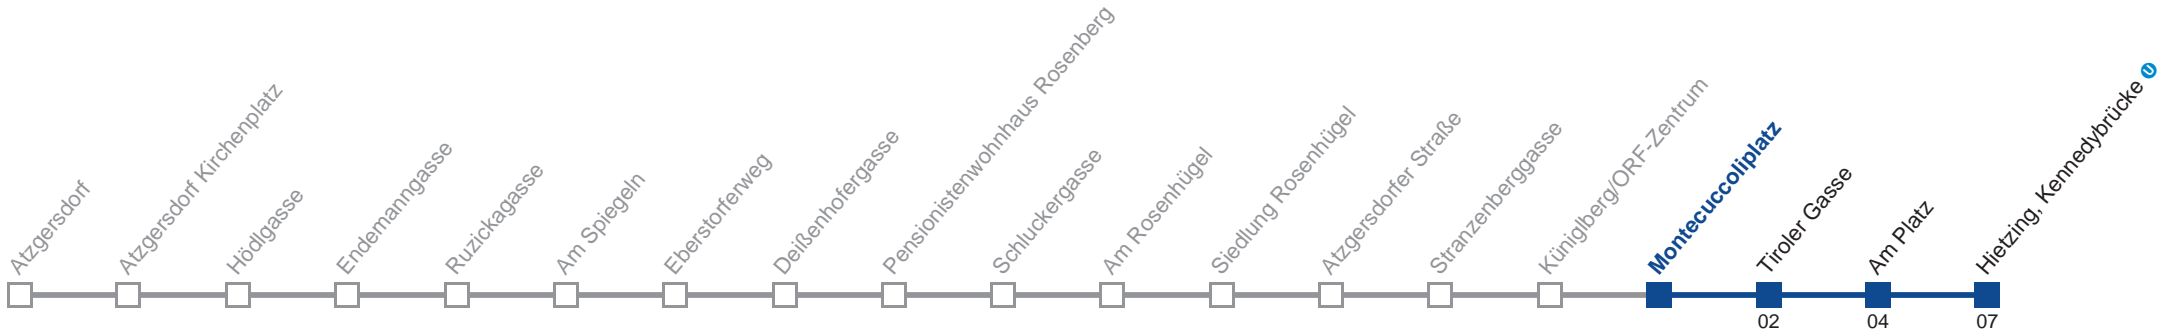 Atzgersdorf
Atzgersdorf Kirchenplatz
Hödlgasse
Endemanngasse
Ruzickagasse
Am Spiegeln
Eberstorferweg
Deißenhofergasse
Pensionistenwohnhaus Rosenberg
Schluckergasse
Am Rosenhügel
Siedlung Rosenhügel
Atzgersdorfer Straße
Stranzenberggasse
Küniglberg/ORF-Zentrum
Montecuccoliplatz
Tiroler Gasse
Am Platz
Hietzing, Kennedybrücke U
02
04
07